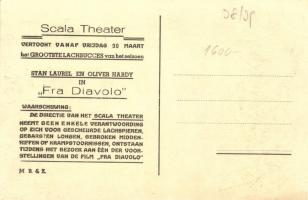 Scala Theater
VERTOONT VANAF VRIJDAG 30 MAART
het GROOTSTE LACHSUCCES van het seizoen
STAN LAUREL EN OLIVER HARDY
IN
„Fra Diavolo”
WAARSCHUWING:
DE DIRECTIE VAN HET SCALA THEATER
NEEMT GEEN ENKELE VERANTWOORDING
OP ZICH VOOR GESCHEURDE LACHSPIEREN,
GEBARSTEN LONGEN, GEBROKEN MIDDEN-
RIFFEN OF KRAMPSTOORNISSEN, ONTSTAAN
TIJDENS HET BEZOEK AAN ÉÉN DER VOOR-
STELLINGEN VAN DE FILM „FRA DIAVOLO”
1600